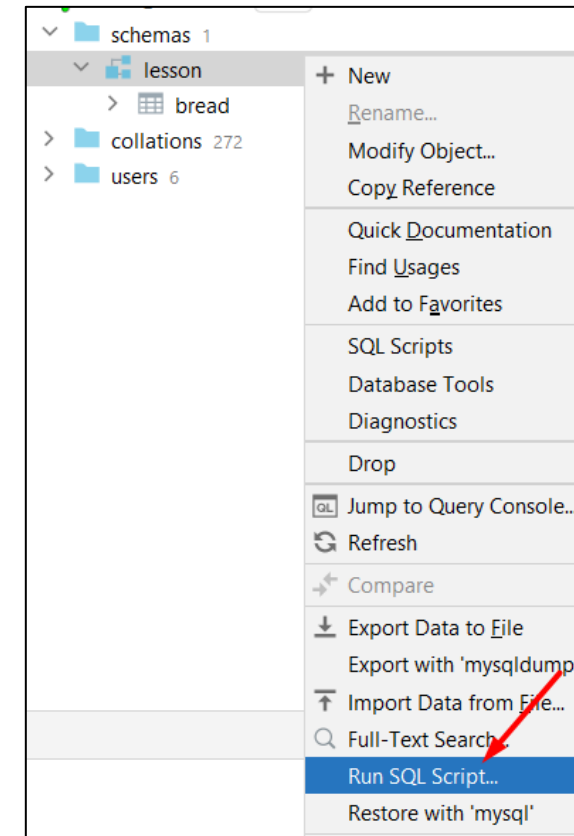 schemas 1
lesson
bread
collations 272
users 6
New
Rename...
Modify Object...
Copy Reference
Quick Documentation
Find Usages
Add to Favorites
SQL Scripts
Database Tools
Diagnostics
Drop
QL Jump to Query Console..
Refresh
Compare
Export Data to File
Export with 'mysqldump
Import Data from File...
Full-Text Search..
Run SQL Script...
Restore with 'mysql'